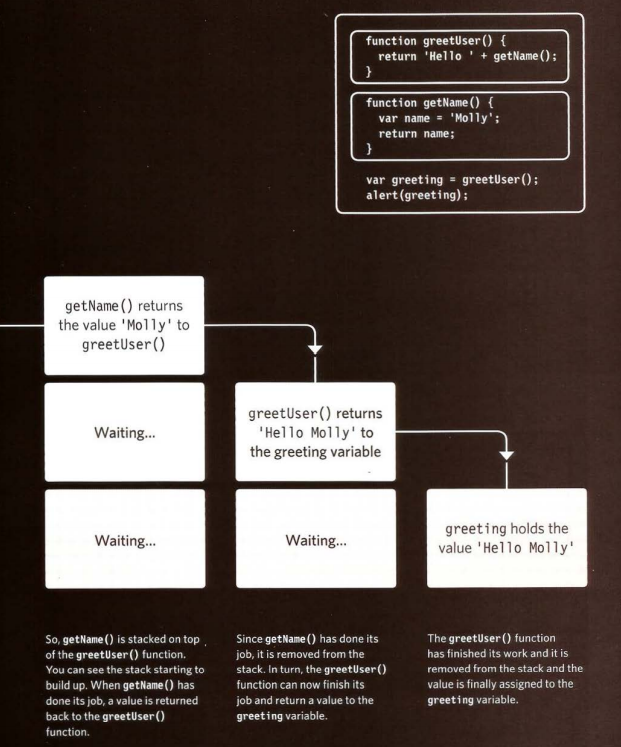 function greetUser() {
return 'Hello ' + getName();
}
function getName() {
var name = 'Molly';
return name;
}
var greeting = greetUser();
alert(greeting);
getName() returns
the value 'Molly' to
greetUser()
Waiting...
Waiting...
greetUser() returns
'Hello Molly' to
the greeting variable
Waiting...
greeting holds the
value 'Hello Molly'
So, getName() is stacked on top
of the greetUser() function.
You can see the stack starting to
build up. When getName() has
done its job, a value is returned
back to the greetUser()
function.
Since getName() has done its
job, it is removed from the
stack. In turn, the greetUser()
function can now finish its
job and return a value to the
greeting variable.
The greetUser() function
has finished its work and it is
removed from the stack and the
value is finally assigned to the
greeting variable.